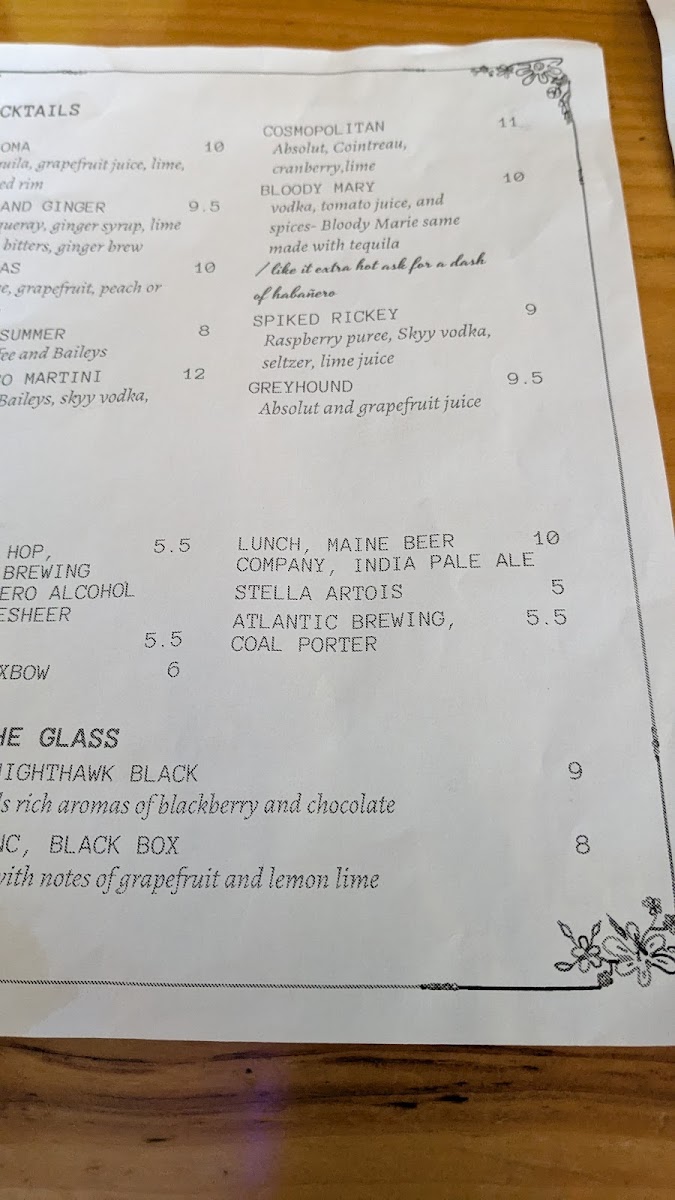 CKTAILS
OMA 10
uila, grapefruit juice, lime,
ed rim
AND GINGER 9.5
queray, ginger syrup, lime
bitters, ginger brew
AS 10
e, grapefruit, peach or
SUMMER 8
fee and Baileys
O MARTINI 12
Baileys, skyy vodka,
COSMOPOLITAN 11
Absolut, Cointreau,
cranberry,lime
BLOODY MARY 10
vodka, tomato juice, and
spices- Bloody Marie same
made with tequila
/ like it extra hot ask for a dash
of habañero
SPIKED RICKEY 9
Raspberry puree, Skyy vodka,
seltzer, lime juice
GREYHOUND 9.5
Absolut and grapefruit juice
HOP, 5.5
BREWING
ERO ALCOHOL
ESHEER
5.5
XBOW 6
LUNCH, MAINE BEER 10
COMPANY, INDIA PALE ALE
STELLA ARTOIS 5
ATLANTIC BREWING, 5.5
COAL PORTER
HE GLASS
NIGHTHAWK BLACK 9
s rich aromas of blackberry and chocolate
NC, BLACK BOX 8
with notes of grapefruit and lemon lime